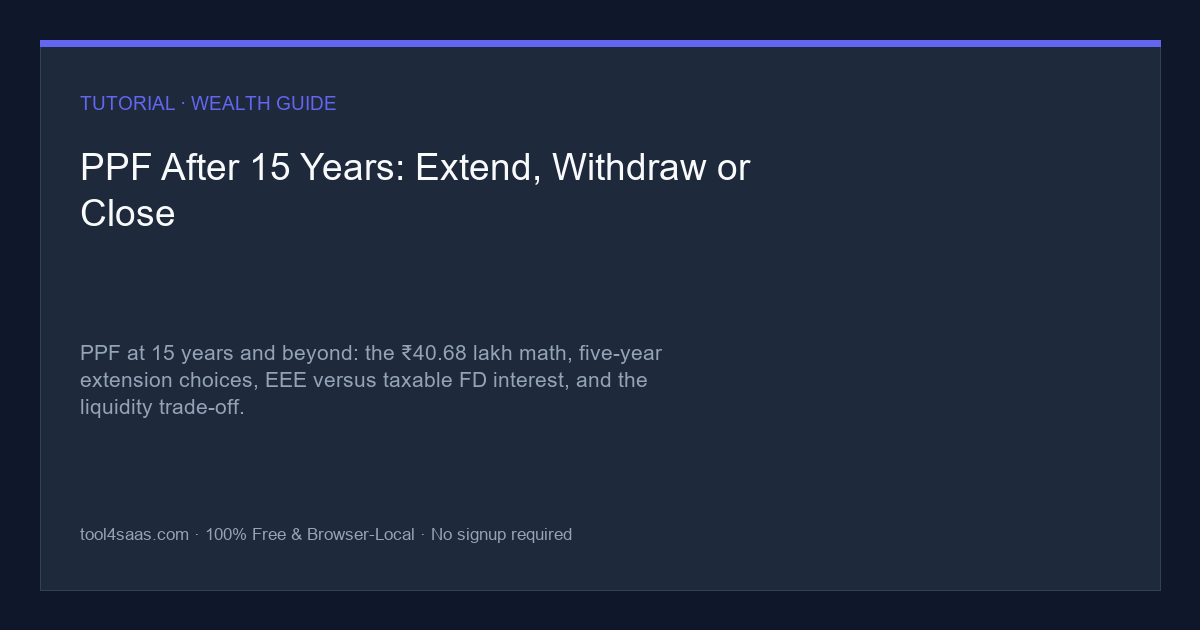 TUTORIAL · WEALTH GUIDE
PPF After 15 Years: Extend, Withdraw or
Close
PPF at 15 years and beyond: the ₹40.68 lakh math, five-year
extension choices, EEE versus taxable FD interest, and the
liquidity trade-off.
tool4saas.com · 100% Free & Browser-Local · No signup required